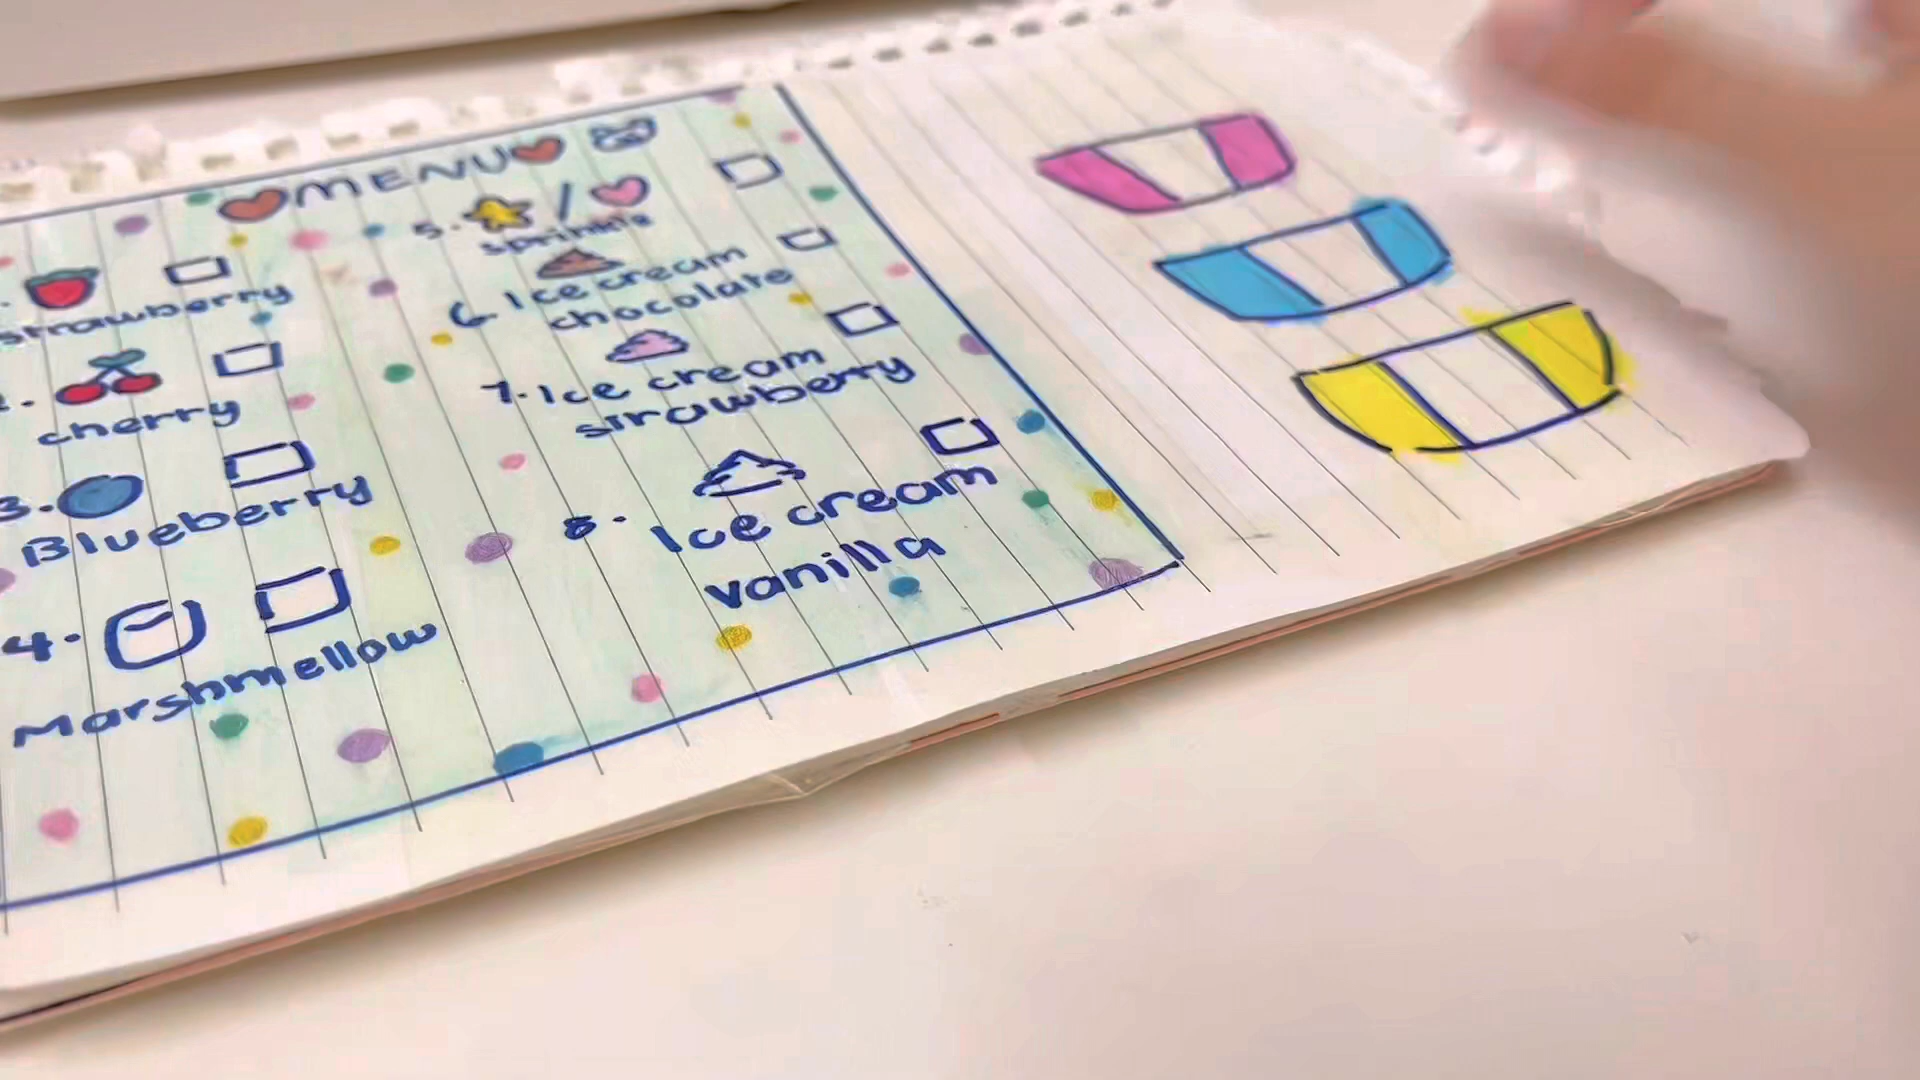 MENU
strawberry
2. cherry
3. Blueberry
4. Marshmellow
5. /
sprinkle
6. Ice cream
chocolate
7. Ice cream
strawberry
8. Ice cream
vanilla